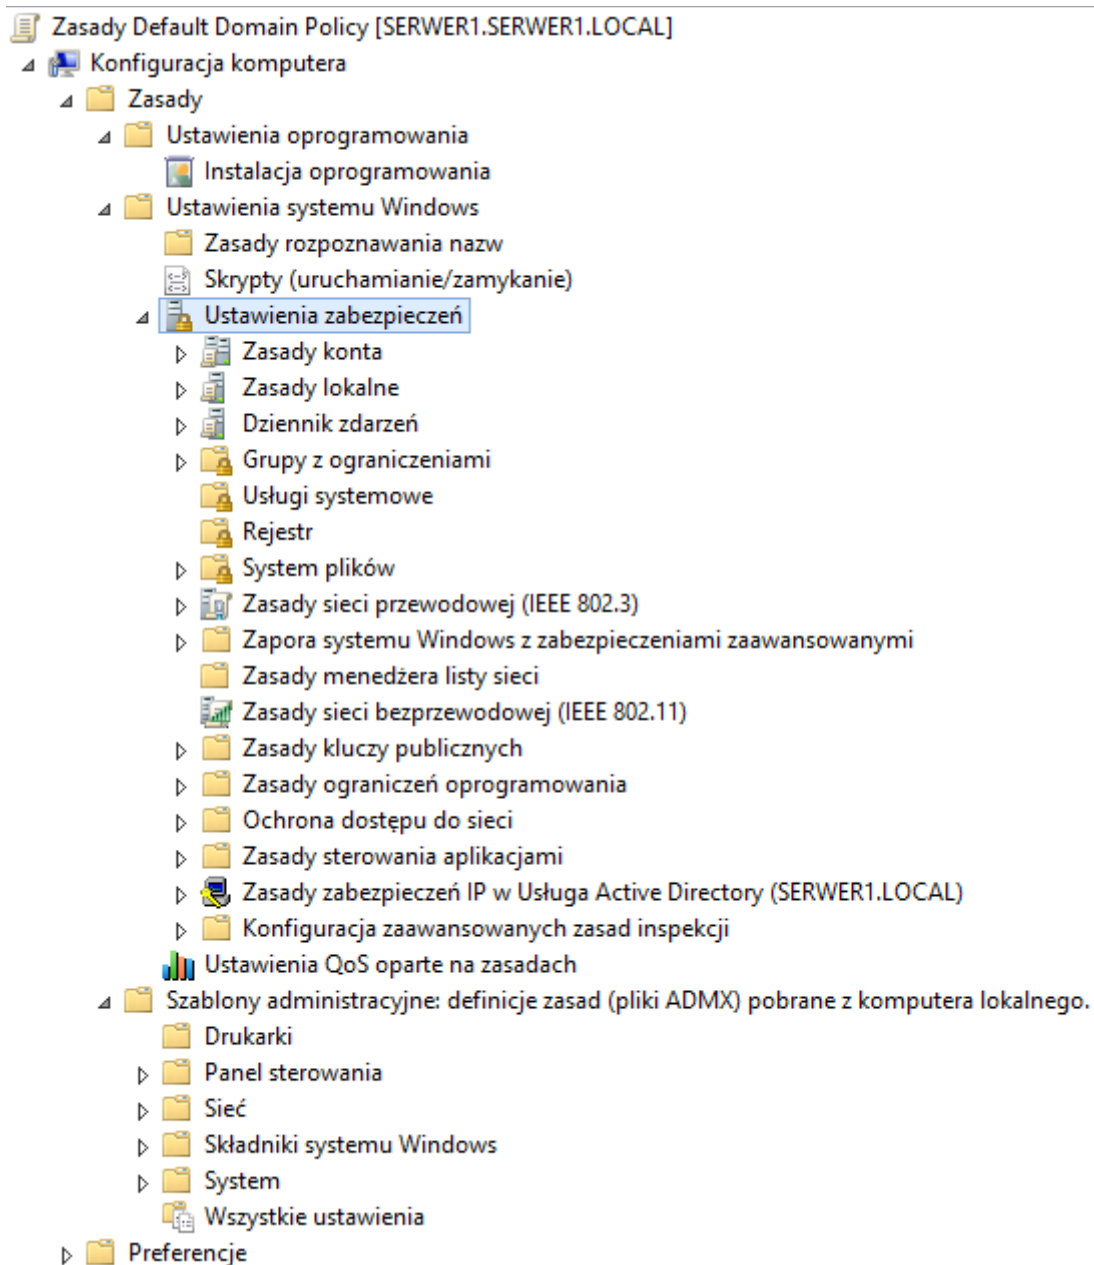 Zasady Default Domain Policy [SERWER1.SERWER1.LOCAL]
Konfiguracja komputera
Zasady
Ustawienia oprogramowania
Instalacja oprogramowania
Ustawienia systemu Windows
Zasady rozpoznawania nazw
Skrypty (uruchamianie/zamykanie)
Ustawienia zabezpieczeń
Zasady konta
Zasady lokalne
Dziennik zdarzeń
Grupy z ograniczeniami
Usługi systemowe
Rejestr
System plików
Zasady sieci przewodowej (IEEE 802.3)
Zapora systemu Windows z zabezpieczeniami zaawansowanymi
Zasady menedżera listy sieci
Zasady sieci bezprzewodowej (IEEE 802.11)
Zasady kluczy publicznych
Zasady ograniczeń oprogramowania
Ochrona dostępu do sieci
Zasady sterowania aplikacjami
Zasady zabezpieczeń IP w Usługa Active Directory (SERWER1.LOCAL)
Konfiguracja zaawansowanych zasad inspekcji
Ustawienia QoS oparte na zasadach
Szablony administracyjne: definicje zasad (pliki ADMX) pobrane z komputera lokalnego.
Drukarki
Panel sterowania
Sieć
Składniki systemu Windows
System
Wszystkie ustawienia
Preferencje